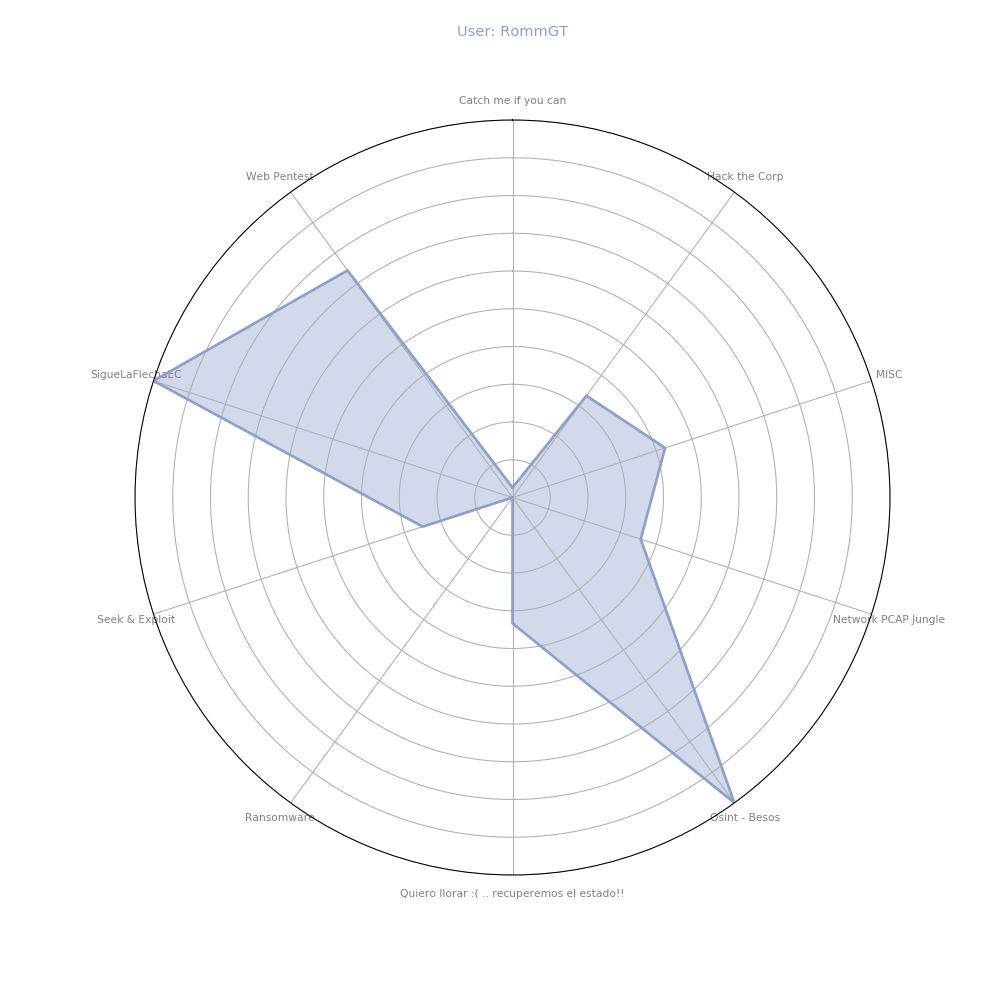 User: RommGT
Catch me if you can
Web Pentest
Hack the Corp
SigueLaFlechaEC
MISC
Seek & Exploit
Network PCAP Jungle
Ransomware
Osint - Besos
Quiero llorar :( .. recuperemos el estado!!